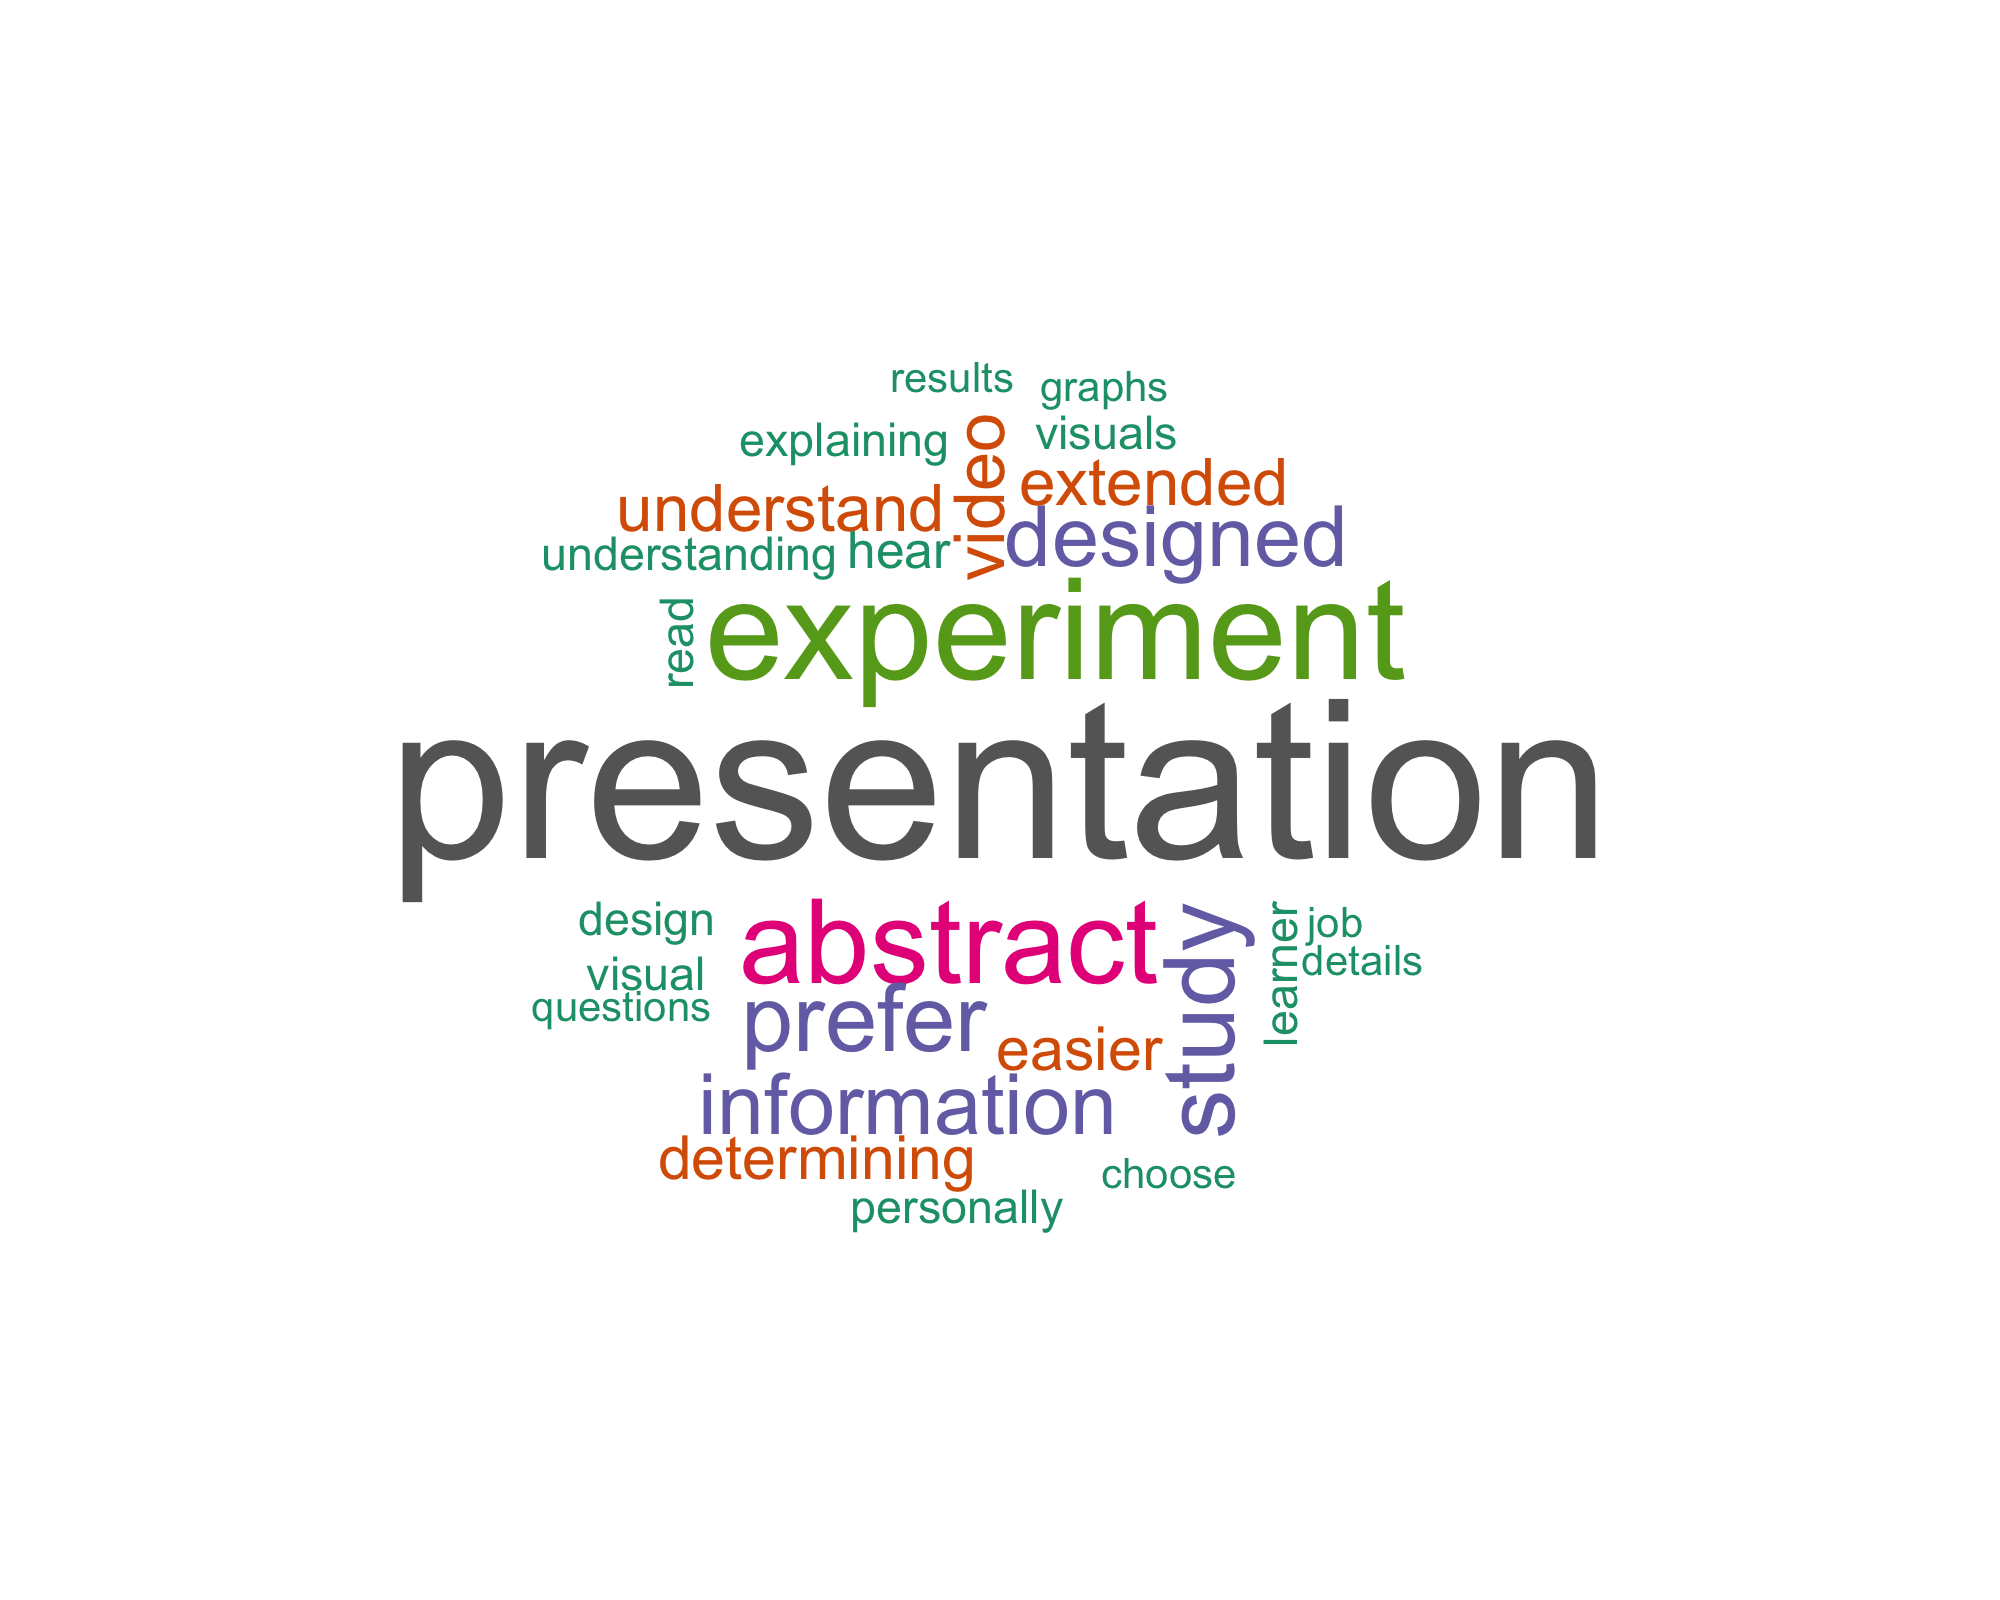 results
graphs
explaining
video
visuals
understand
extended
understanding
hear
designed
read
experiment
presentation
design
abstract
study
learner
job
visual
details
questions
prefer
easier
information
determining
choose
personally